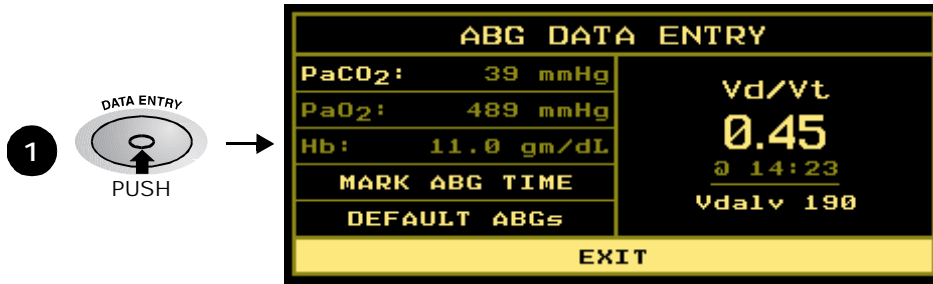 1
DATA ENTRY
PUSH
ABG DATA ENTRY
PaCO2: 39 mmHg
PaO2: 489 mmHg
Hb: 11.0 gm/dL
MARK ABG TIME
DEFAULT ABGs
Vd/Vt
0.45
@ 14:23
Vdalv 190
EXIT